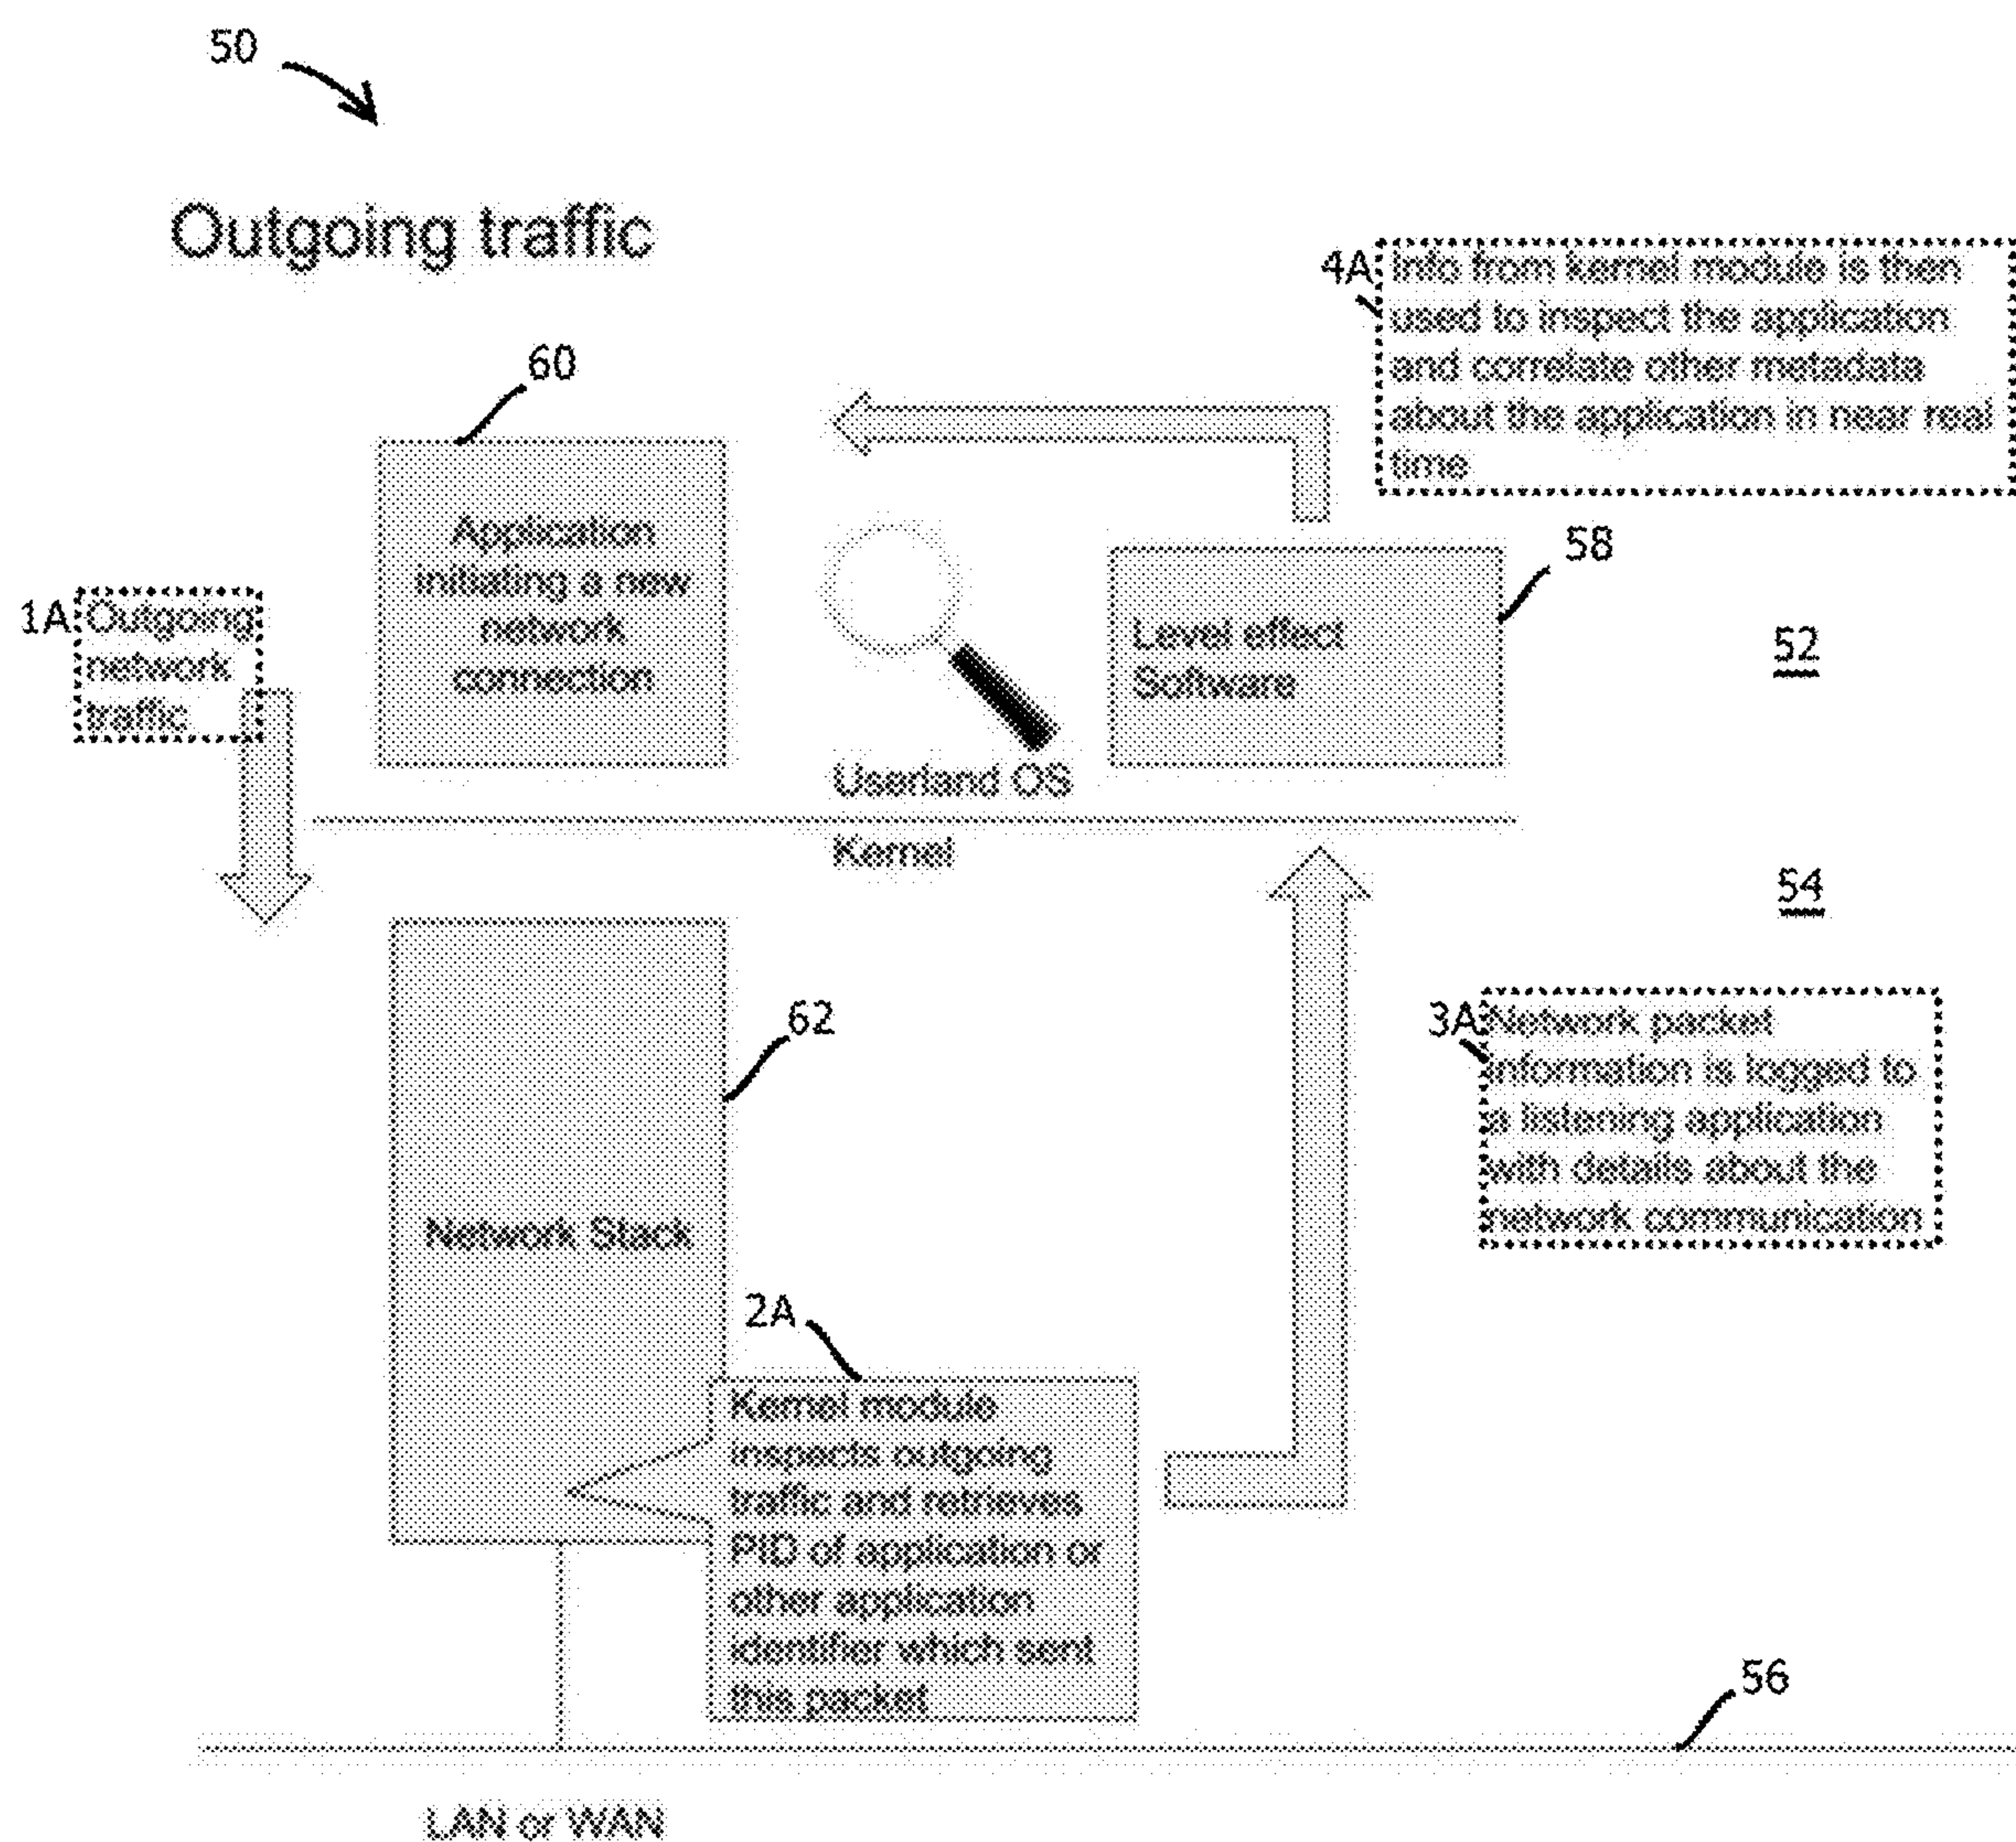 50
Outgoing traffic
4A
Info from kernel module is then
used to inspect the application
and correlate other metadata
about the application in near real
time
60
Application
initiating a new
network
connection
58
Level effect
Software
52
1A
Outgoing
network
traffic
Userland OS
Kernel
54
62
Network Stack
3A
Network packet
information is logged to
a listening application
with details about the
network communication
2A
Kernel module
inspects outgoing
traffic and retrieves
PID of application or
other application
identifier which sent
this packet
56
LAN or WAN